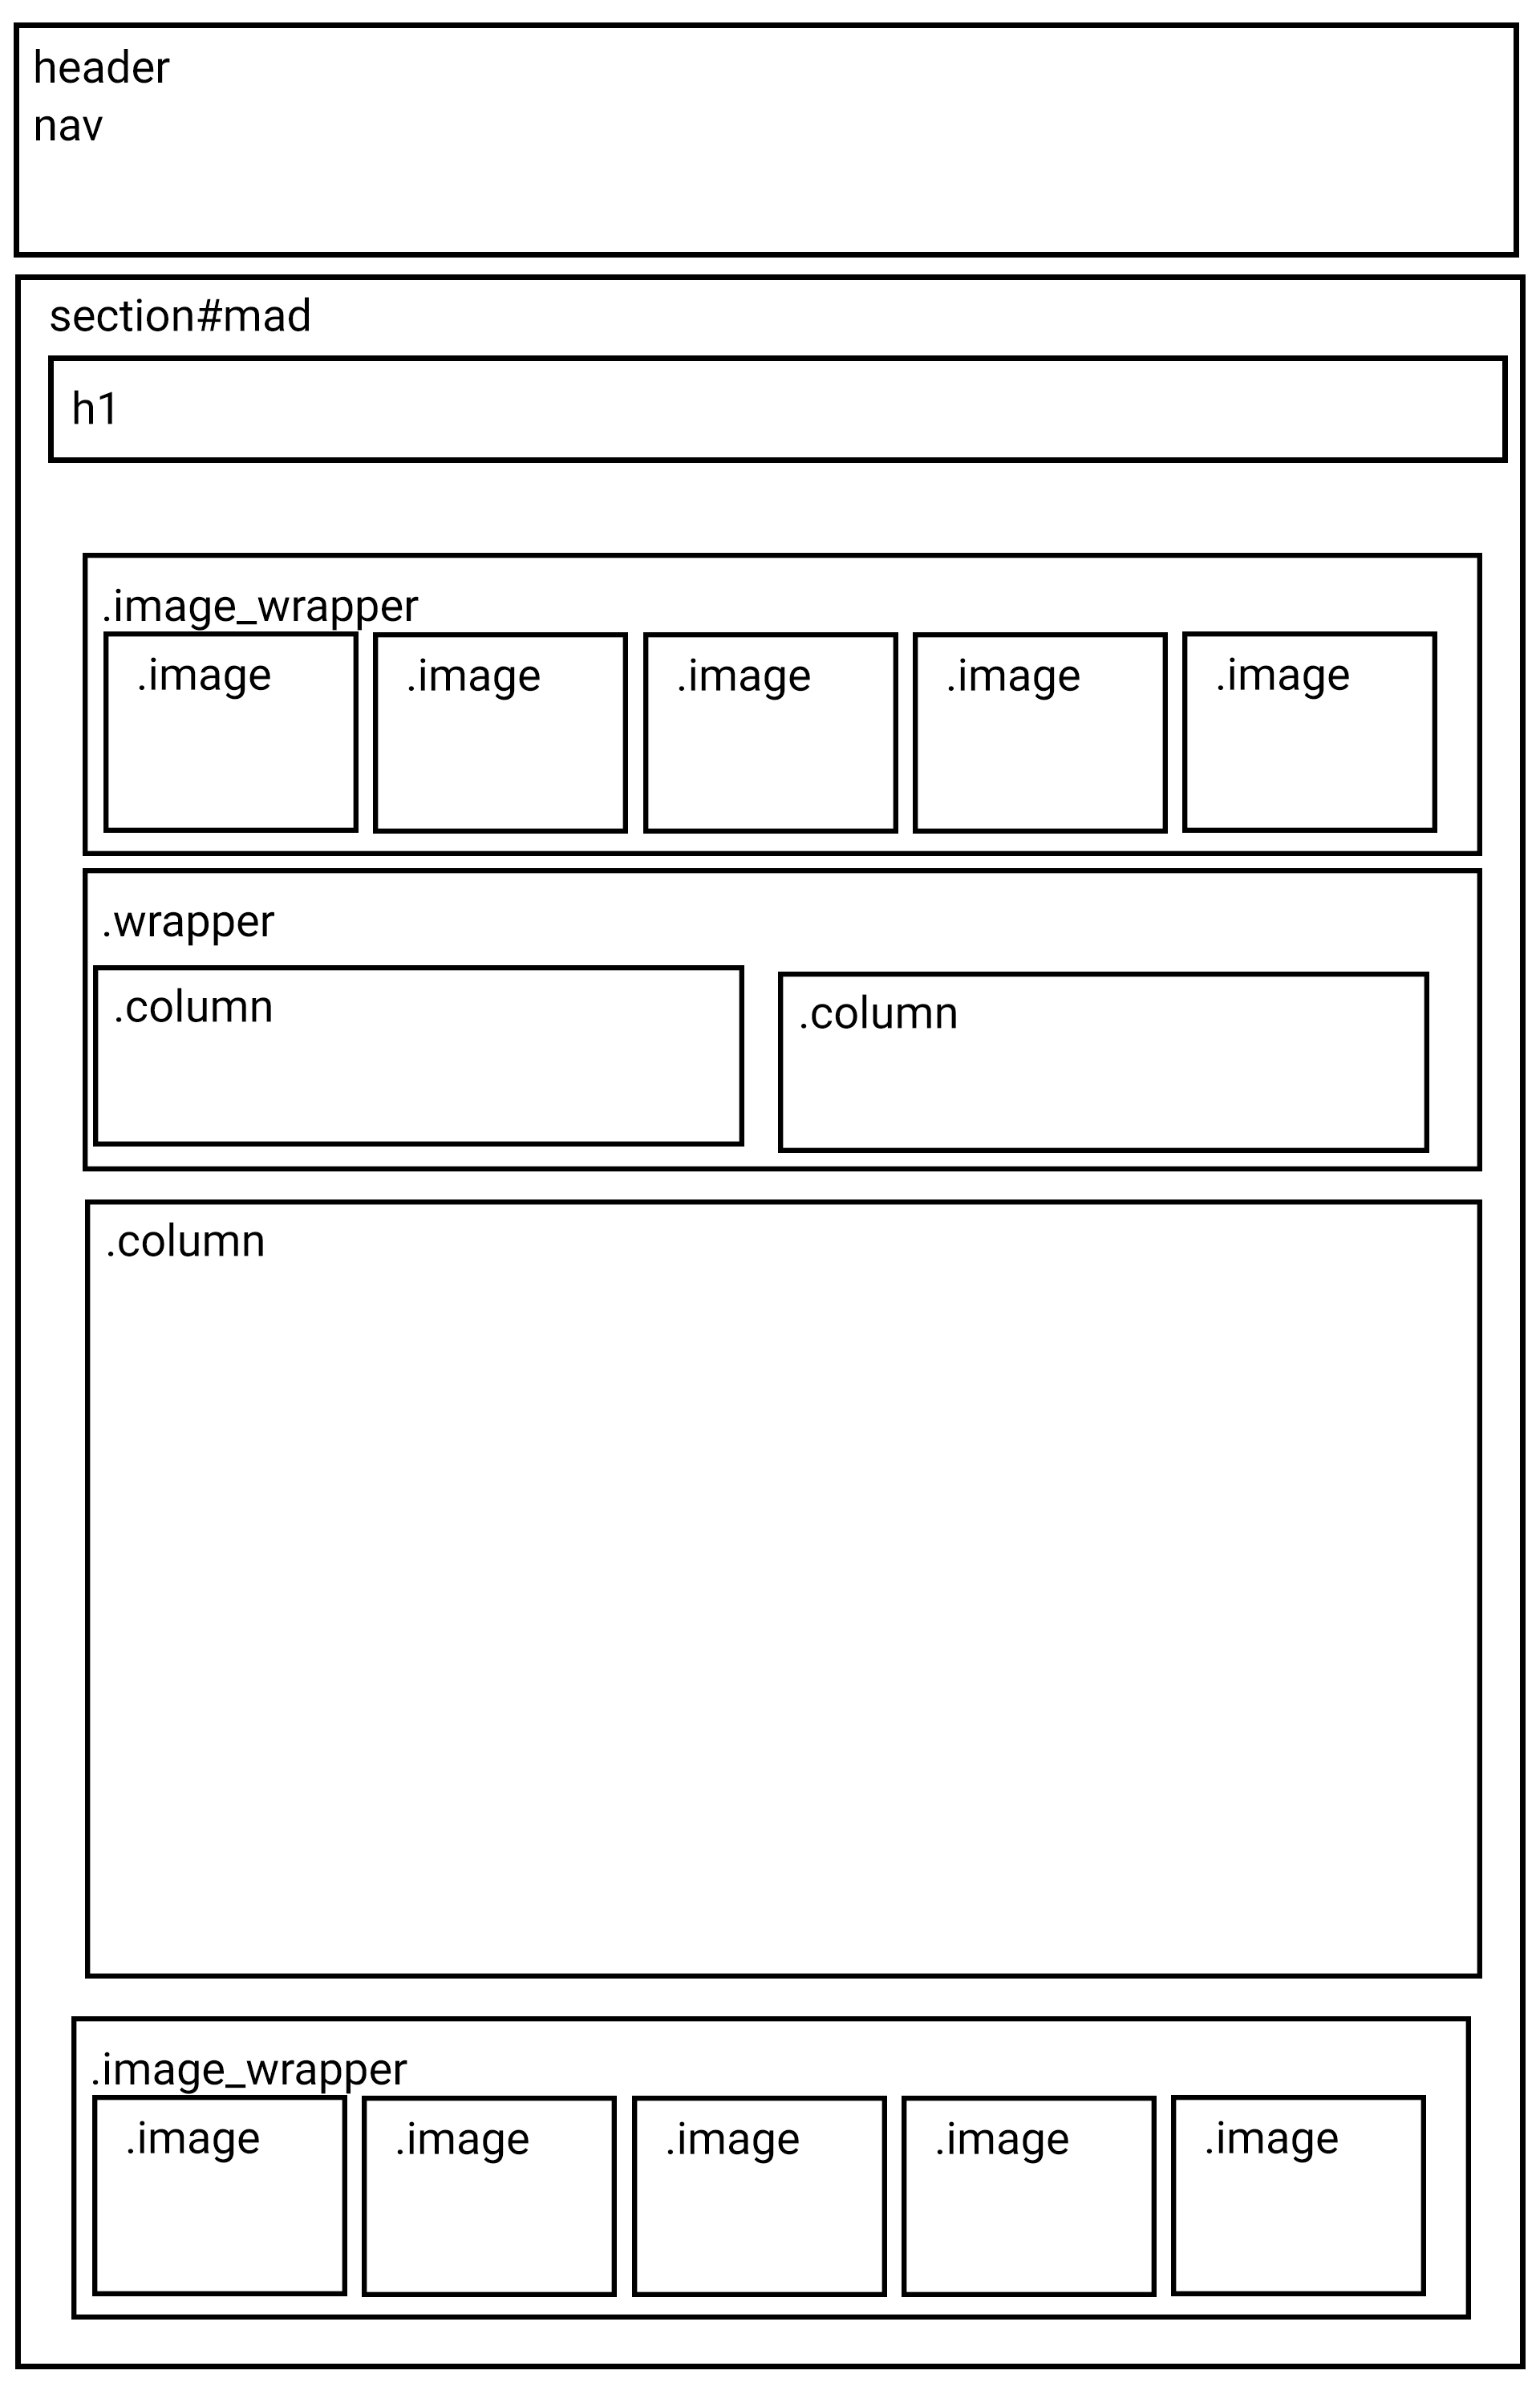 header
nav
section#mad
h1
.image_wrapper
.image .image .image .image .image
.wrapper
.column .column
.column
.image_wrapper
.image .image .image .image .image